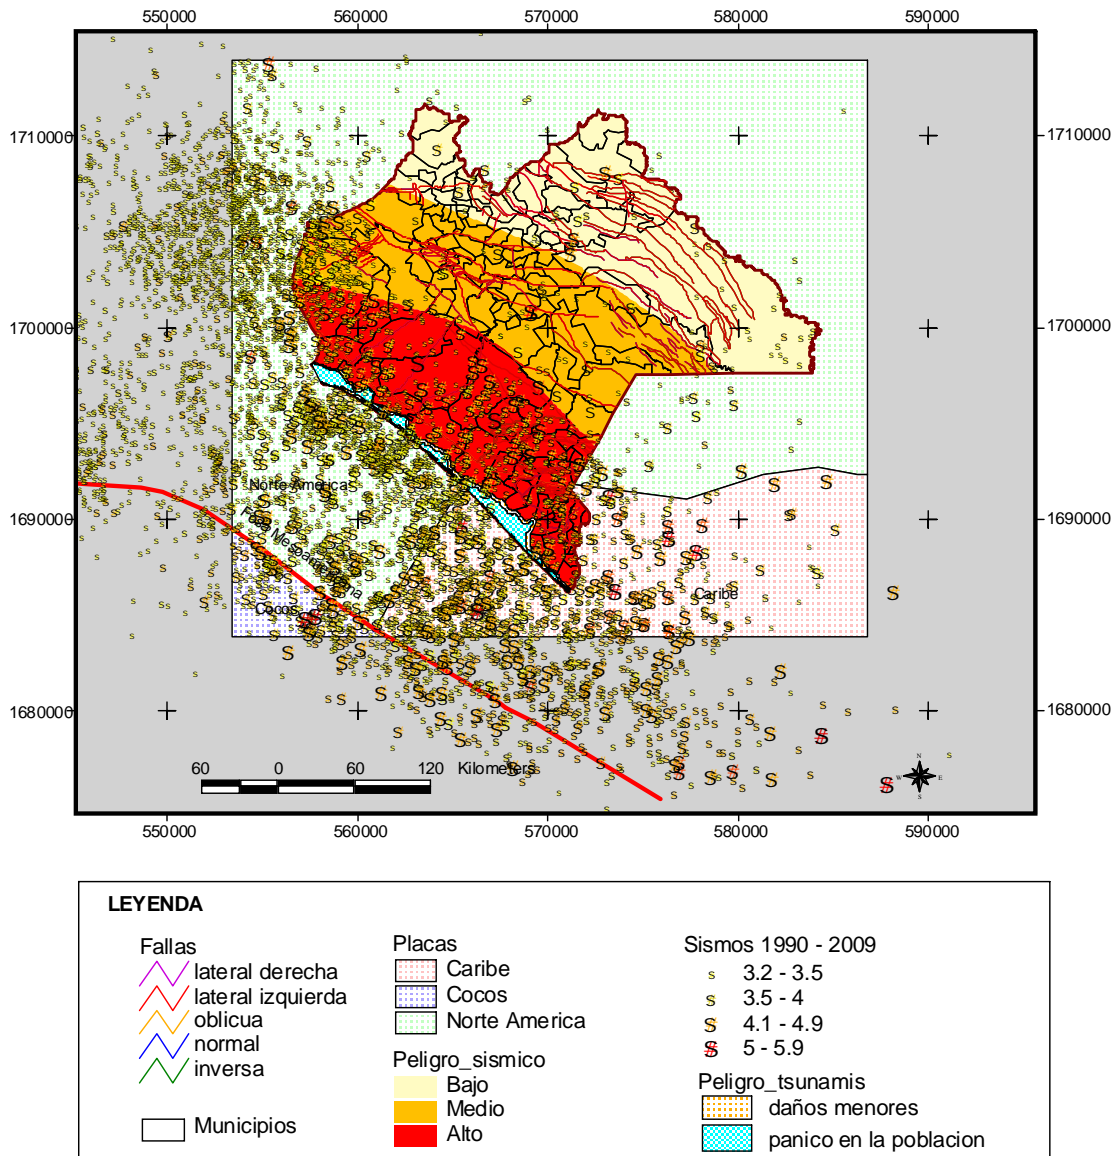 550000 560000 570000 580000 590000
1710000 1710000
1700000 1700000
Norte America
1690000 1690000
Fosa Mesoamericana
Caribe
Cocos
1680000 1680000
60 0 60 120 Kilometers
N
W E
S
550000 560000 570000 580000 590000
LEYENDA
Fallas
lateral derecha
lateral izquierda
oblicua
normal
inversa
Municipios
Placas
Caribe
Cocos
Norte America
Peligro_sismico
Bajo
Medio
Alto
Sismos 1990 - 2009
S 3.2 - 3.5
S 3.5 - 4
S 4.1 - 4.9
S 5 - 5.9
Peligro_tsunamis
daños menores
panico en la poblacion